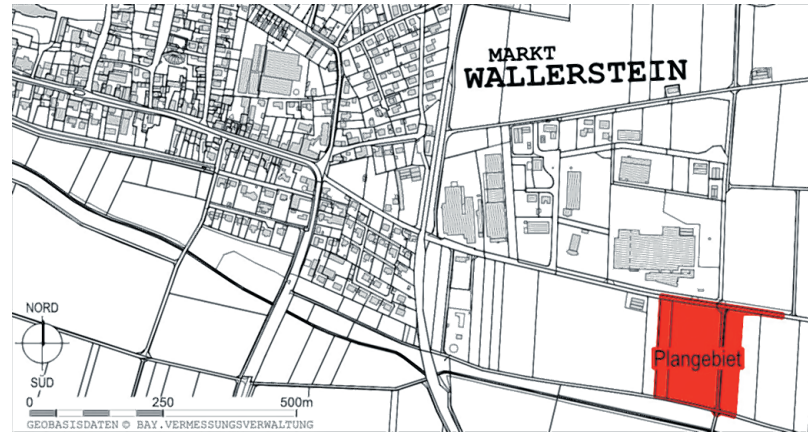 MARKT
WALLERSTEIN
NORD
Plangebiet
SÜD
0 250 500m
GEOBASISDATEN © BAY.VERMESSUNGSVERWALTUNG